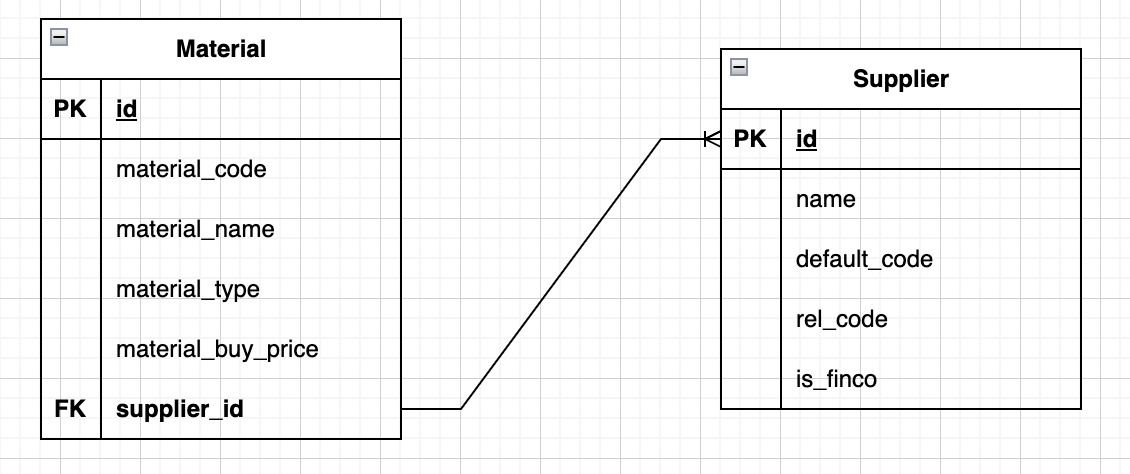 Material
PK id
material_code
material_name
material_type
material_buy_price
FK supplier_id
Supplier
PK id
name
default_code
rel_code
is_finco